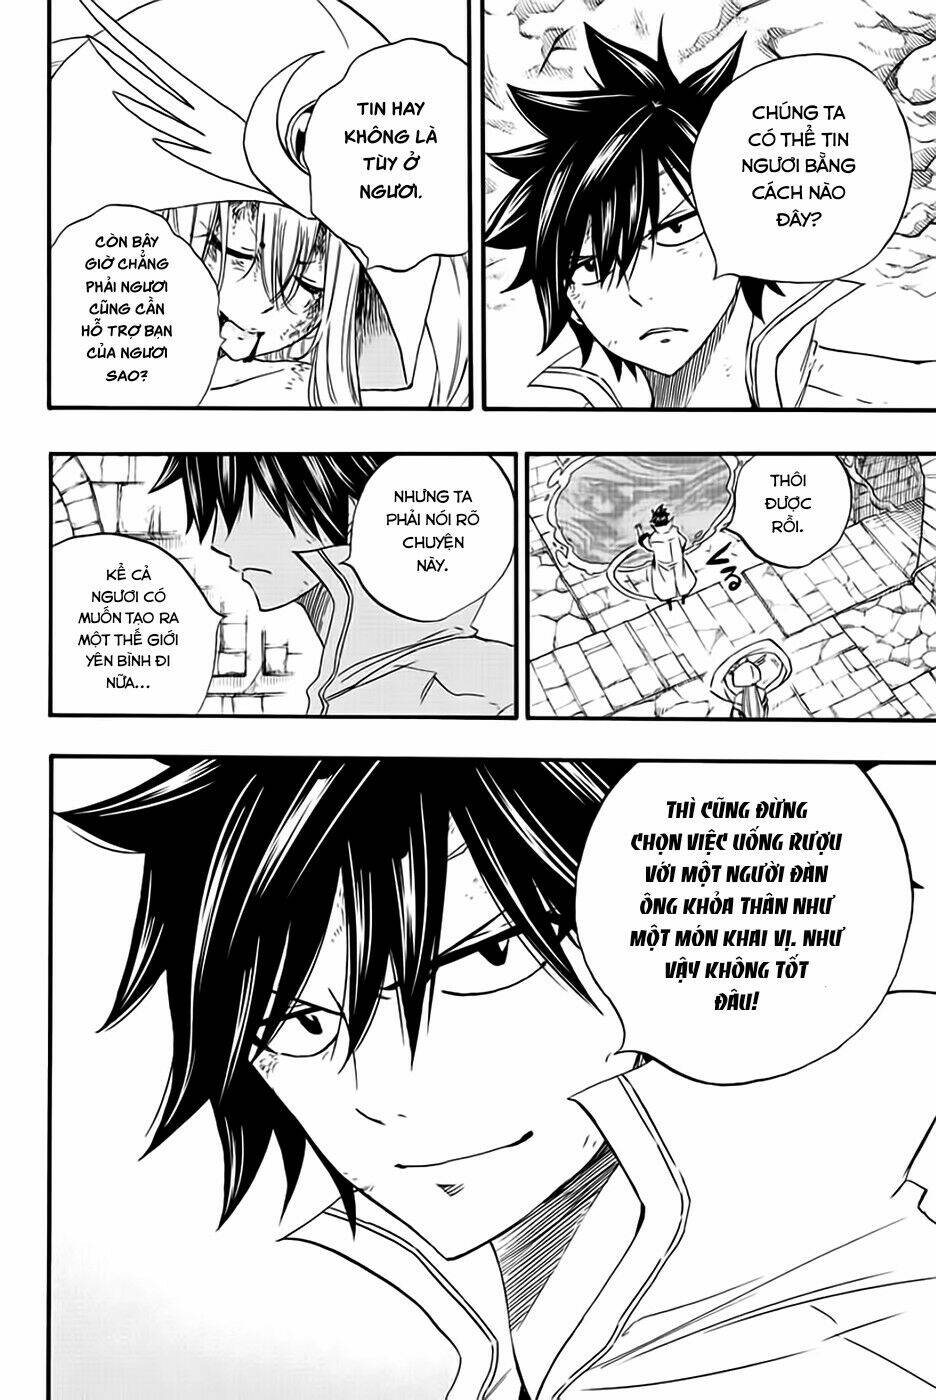 CHÚNG TA
CÓ THỂ TIN
NGƯƠI BẰNG
CÁCH NÀO
ĐÂY?
TIN HAY
KHÔNG LÀ
TÙY Ở
NGƯƠI.
CÒN BÂY
GIỜ CHẲNG
PHẢI NGƯƠI
CŨNG CẦN
HỖ TRỢ BẠN
CỦA NGƯƠI
SAO?
THÔI
ĐƯỢC
RỒI.
NHƯNG TA
PHẢI NÓI RÕ
CHUYỆN
NÀY.
KỂ CẢ
NGƯƠI CÓ
MUỐN TẠO RA
MỘT THẾ GIỚI
YÊN BÌNH ĐI
NỮA...
THÌ CŨNG ĐỪNG
CHỌN VIỆC UỐNG RƯỢU
VỚI MỘT NGƯỜI ĐÀN
ÔNG KHỎA THÂN NHƯ
MỘT MÓN KHAI VỊ. NHƯ
VẬY KHÔNG TỐT
ĐÂU!